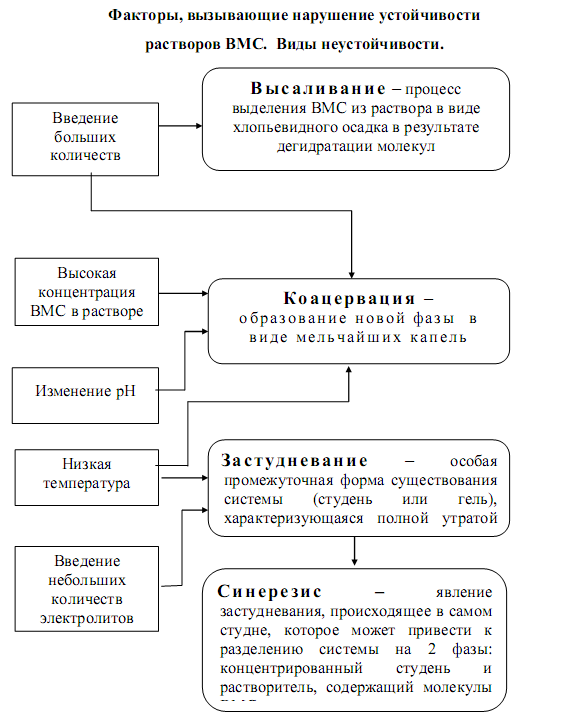 Факторы, вызывающие нарушение устойчивости
растворов ВМС. Виды неустойчивости.
Высаливание – процесс
выделения ВМС из раствора в виде
хлопьевидного осадка в результате
дегидратации молекул
Введение
больших
количеств
Высокая
концентрация
ВМС в растворе
Коацервация –
образование новой фазы в
виде мельчайших капель
Изменение рН
Низкая
температура
Застудневание – особая
промежуточная форма существования
системы (студень или гель),
характеризующаяся полной утратой
Введение
небольших
количеств
электролитов
Синерезис – явление
застудневания, происходящее в самом
студне, которое может привести к
разделению системы на 2 фазы:
концентрированный студень и
растворитель, содержащий молекулы